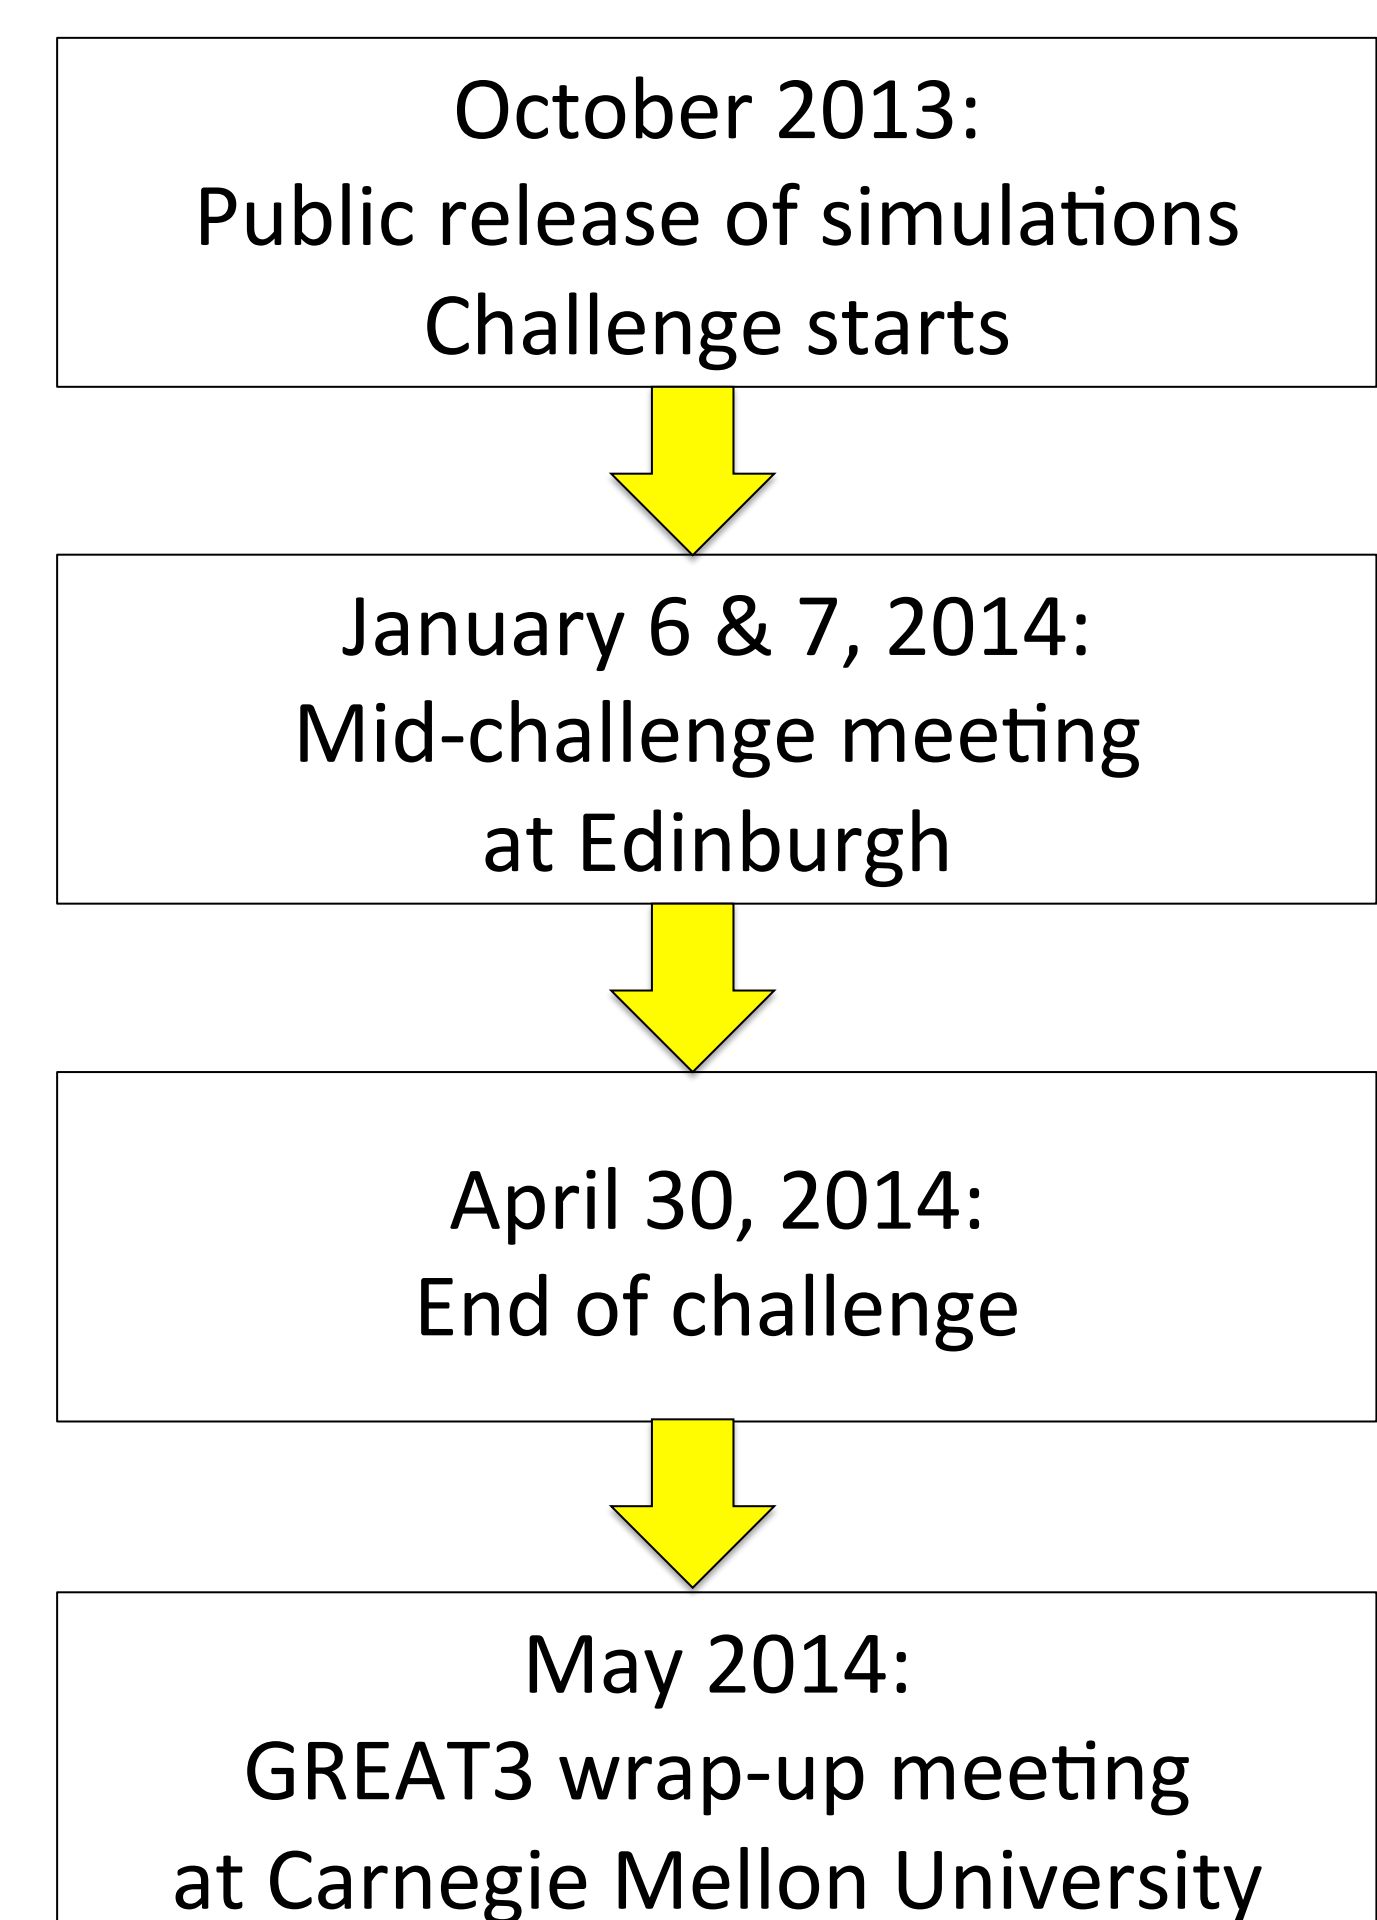 October 2013:
Public release of simulations
Challenge starts
January 6 & 7, 2014:
Mid-challenge meeting
at Edinburgh
April 30, 2014:
End of challenge
May 2014:
GREAT3 wrap-up meeting
at Carnegie Mellon University